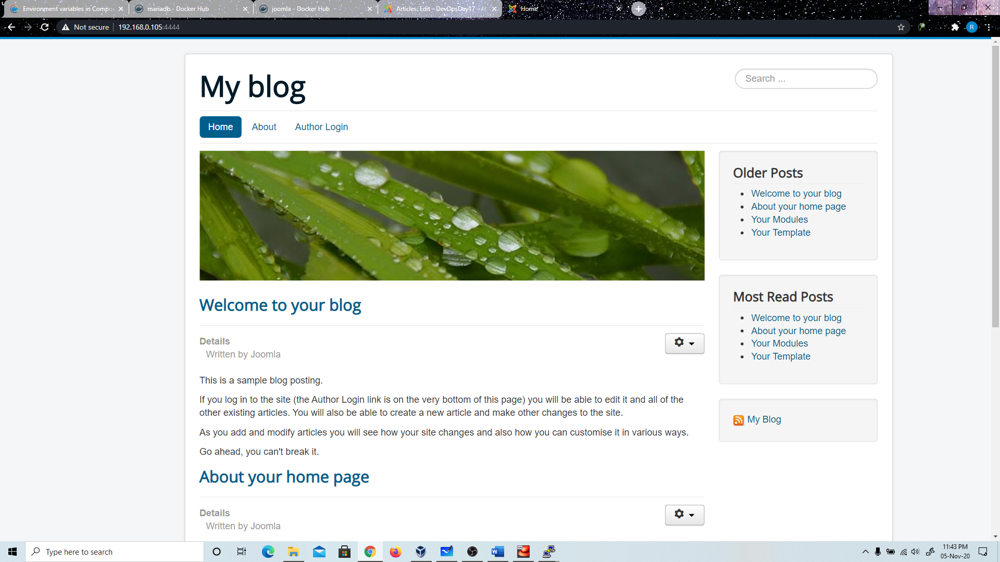 Environment variables in Compo
mariadb - Docker Hub
joomla - Docker Hub
Articles: Edit - DevOpsDay17 - A
Home
Not secure
192.168.0.105:4444
R
My blog
Search ...
Home
About
Author Login
Older Posts
Welcome to your blog
About your home page
Your Modules
Your Template
Most Read Posts
Welcome to your blog
About your home page
Your Modules
Your Template
My Blog
Welcome to your blog
Details
Written by Joomla
This is a sample blog posting.
If you log in to the site (the Author Login link is on the very bottom of this page) you will be able to edit it and all of the
other existing articles. You will also be able to create a new article and make other changes to the site.
As you add and modify articles you will see how your site changes and also how you can customise it in various ways.
Go ahead, you can't break it.
About your home page
Details
Written by Joomla
Type here to search
11:43 PM
05-Nov-20